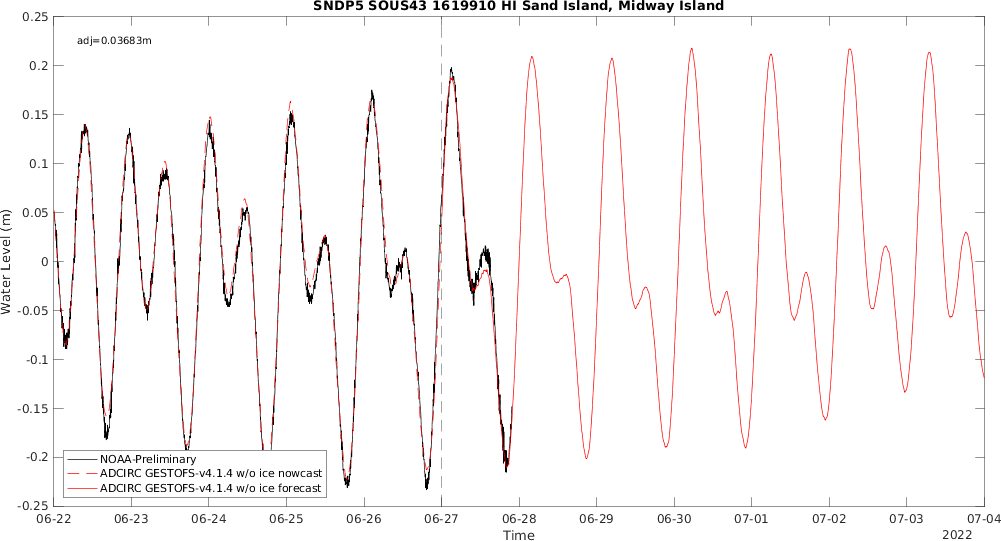 SNDP5 SOUS43 1619910 HI Sand Island, Midway Island
adj=0.03683m
0.25
0.2
0.15
0.1
0.05
0
-0.05
-0.1
-0.15
-0.2
-0.25
Water Level (m)
NOAA-Preliminary
ADCIRC GESTOFS-v4.1.4 w/o ice nowcast
ADCIRC GESTOFS-v4.1.4 w/o ice forecast
06-22 06-23 06-24 06-25 06-26 06-27 06-28 06-29 06-30 07-01 07-02 07-03 07-04
Time
2022